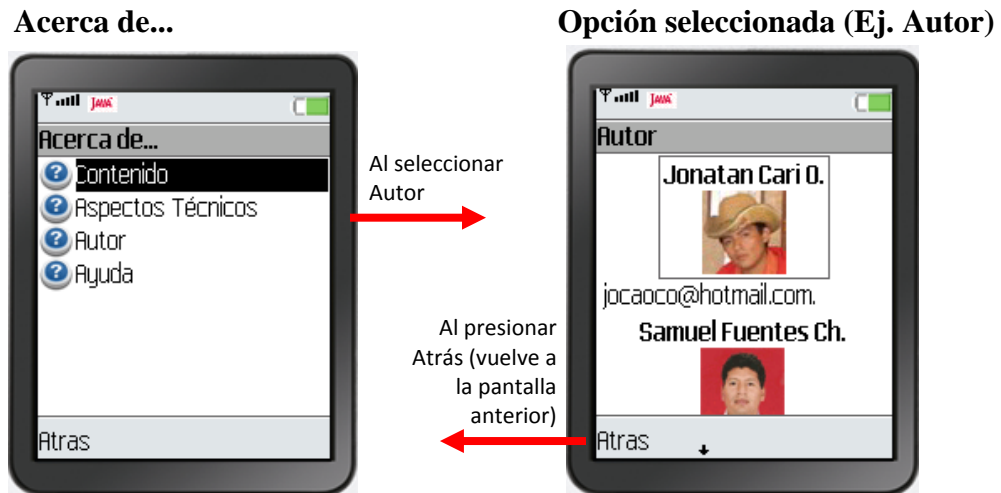 Acerca de...
Opción seleccionada (Ej. Autor)
JAVA
Acerca de...
Contenido
Aspectos Técnicos
Autor
Ayuda
Atras
Al seleccionar
Autor
Al presionar
Atrás (vuelve a
la pantalla
anterior)
JAVA
Autor
Jonatan Cari O.
jocaoco@hotmail.com.
Samuel Fuentes Ch.
Atras